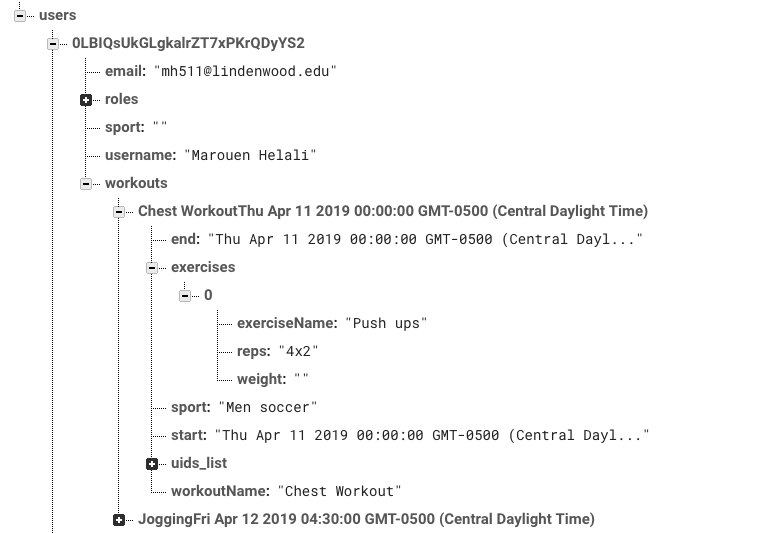 users
0LBIQsUkGLgkalrZT7xPKrQDyYS2
email: "mh511@lindenwood.edu"
roles
sport: ""
username: "Marouen Helali"
workouts
Chest WorkoutThu Apr 11 2019 00:00:00 GMT-0500 (Central Daylight Time)
end: "Thu Apr 11 2019 00:00:00 GMT-0500 (Central Dayl..."
exercises
0
exerciseName: "Push ups"
reps: "4x2"
weight: ""
sport: "Men soccer"
start: "Thu Apr 11 2019 00:00:00 GMT-0500 (Central Dayl..."
uids_list
workoutName: "Chest Workout"
JoggingFri Apr 12 2019 04:30:00 GMT-0500 (Central Daylight Time)